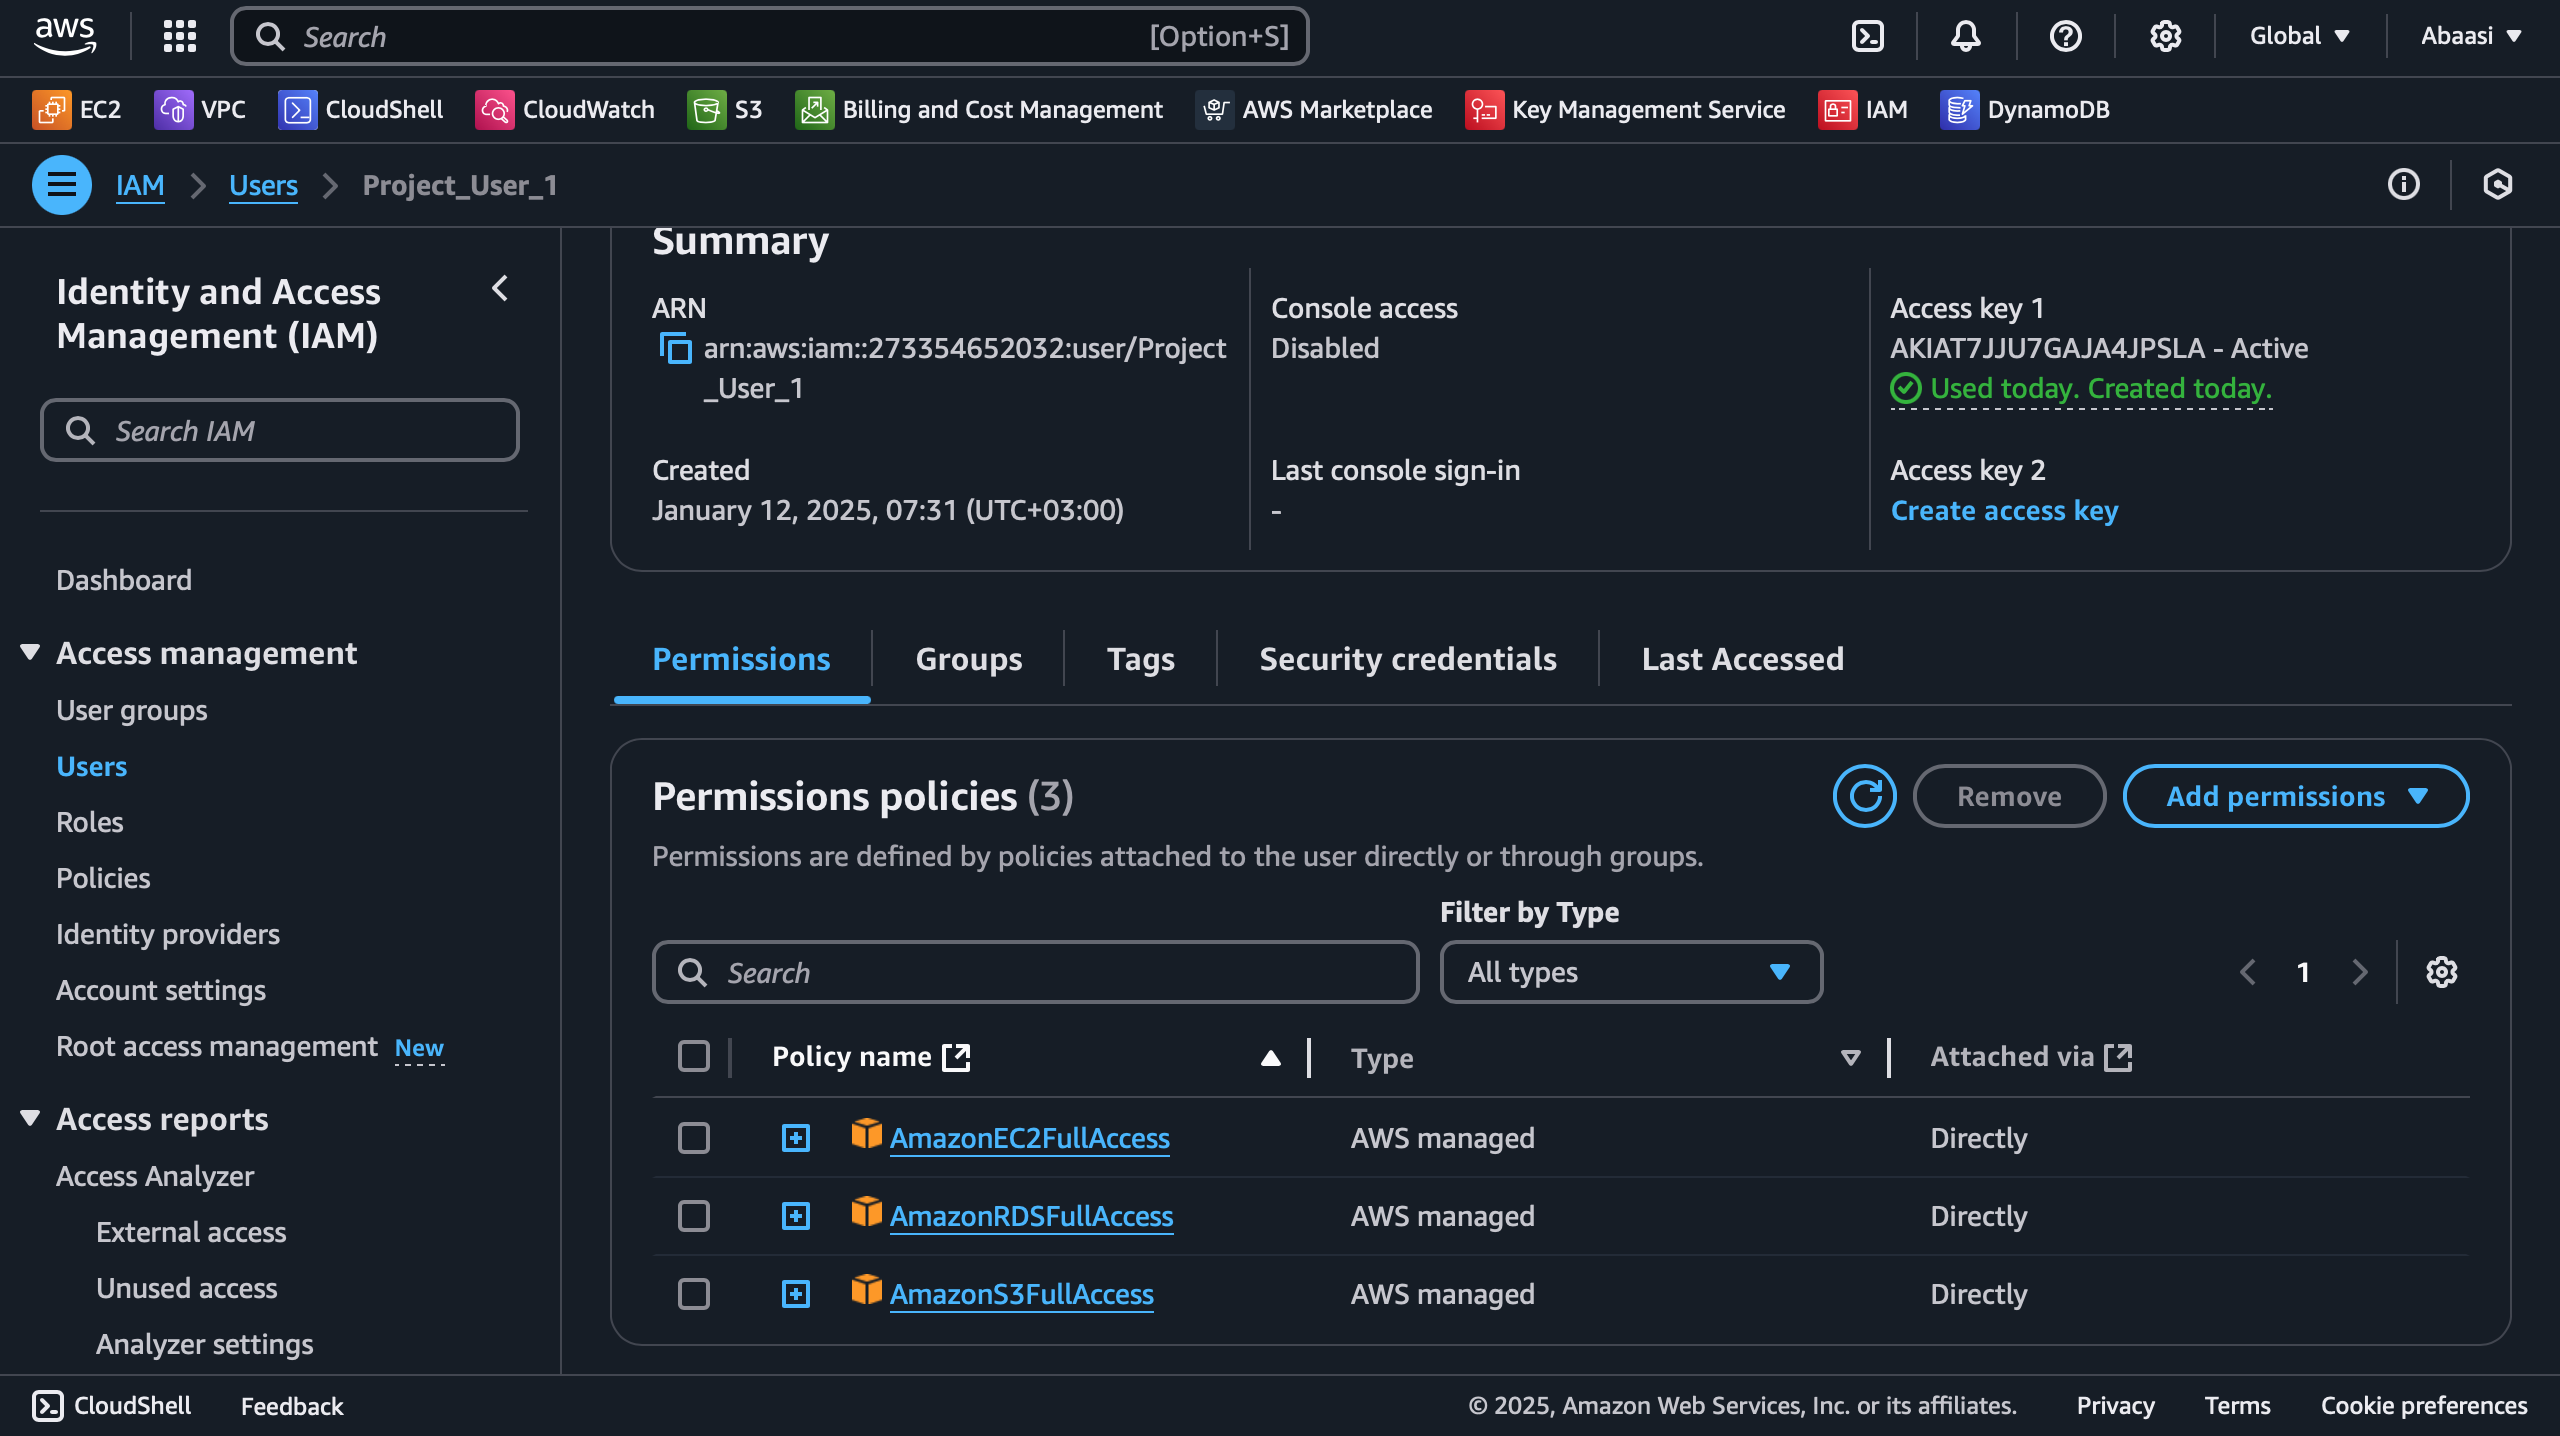 aws
Search
[Option+S]
Global
Abaasi
EC2
VPC
CloudShell
CloudWatch
S3
Billing and Cost Management
AWS Marketplace
Key Management Service
IAM
DynamoDB
IAM
Users
Project_User_1
Identity and Access
Management (IAM)
Search IAM
Dashboard
Access management
User groups
Users
Roles
Policies
Identity providers
Account settings
Root access management New
Access reports
Access Analyzer
External access
Unused access
Analyzer settings
Summary
ARN
arn:aws:iam::273354652032:user/Project
_User_1
Console access
Disabled
Access key 1
AKIAT7JJU7GAJA4JPSLA - Active
Used today. Created today.
Created
January 12, 2025, 07:31 (UTC+03:00)
Last console sign-in
-
Access key 2
Create access key
Permissions
Groups
Tags
Security credentials
Last Accessed
Permissions policies (3)
Remove
Add permissions
Permissions are defined by policies attached to the user directly or through groups.
Filter by Type
Search
All types
1
Policy name
Type
Attached via
AmazonEC2FullAccess AWS managed Directly
AmazonRDSFullAccess AWS managed Directly
AmazonS3FullAccess AWS managed Directly
CloudShell
Feedback
© 2025, Amazon Web Services, Inc. or its affiliates.
Privacy
Terms
Cookie preferences